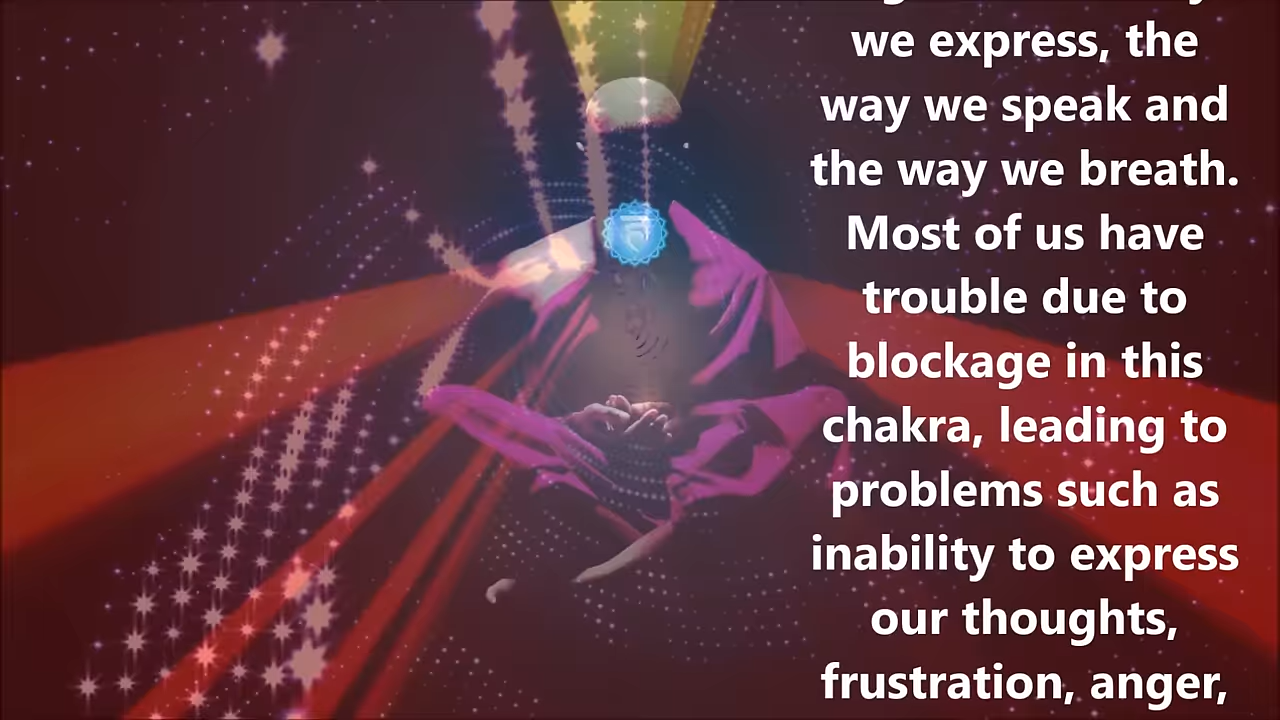 we express, the
way we speak and
the way we breath.
Most of us have
trouble due to
blockage in this
chakra, leading to
problems such as
inability to express
our thoughts,
frustration, anger,